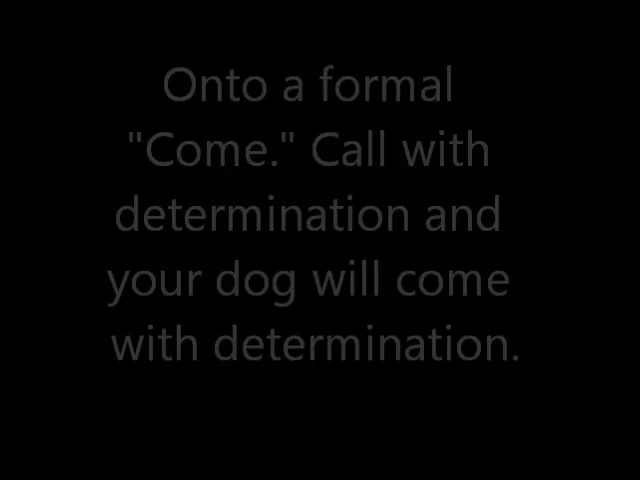 Onto a formal
"Come." Call with
determination and
your dog will come
with determination.